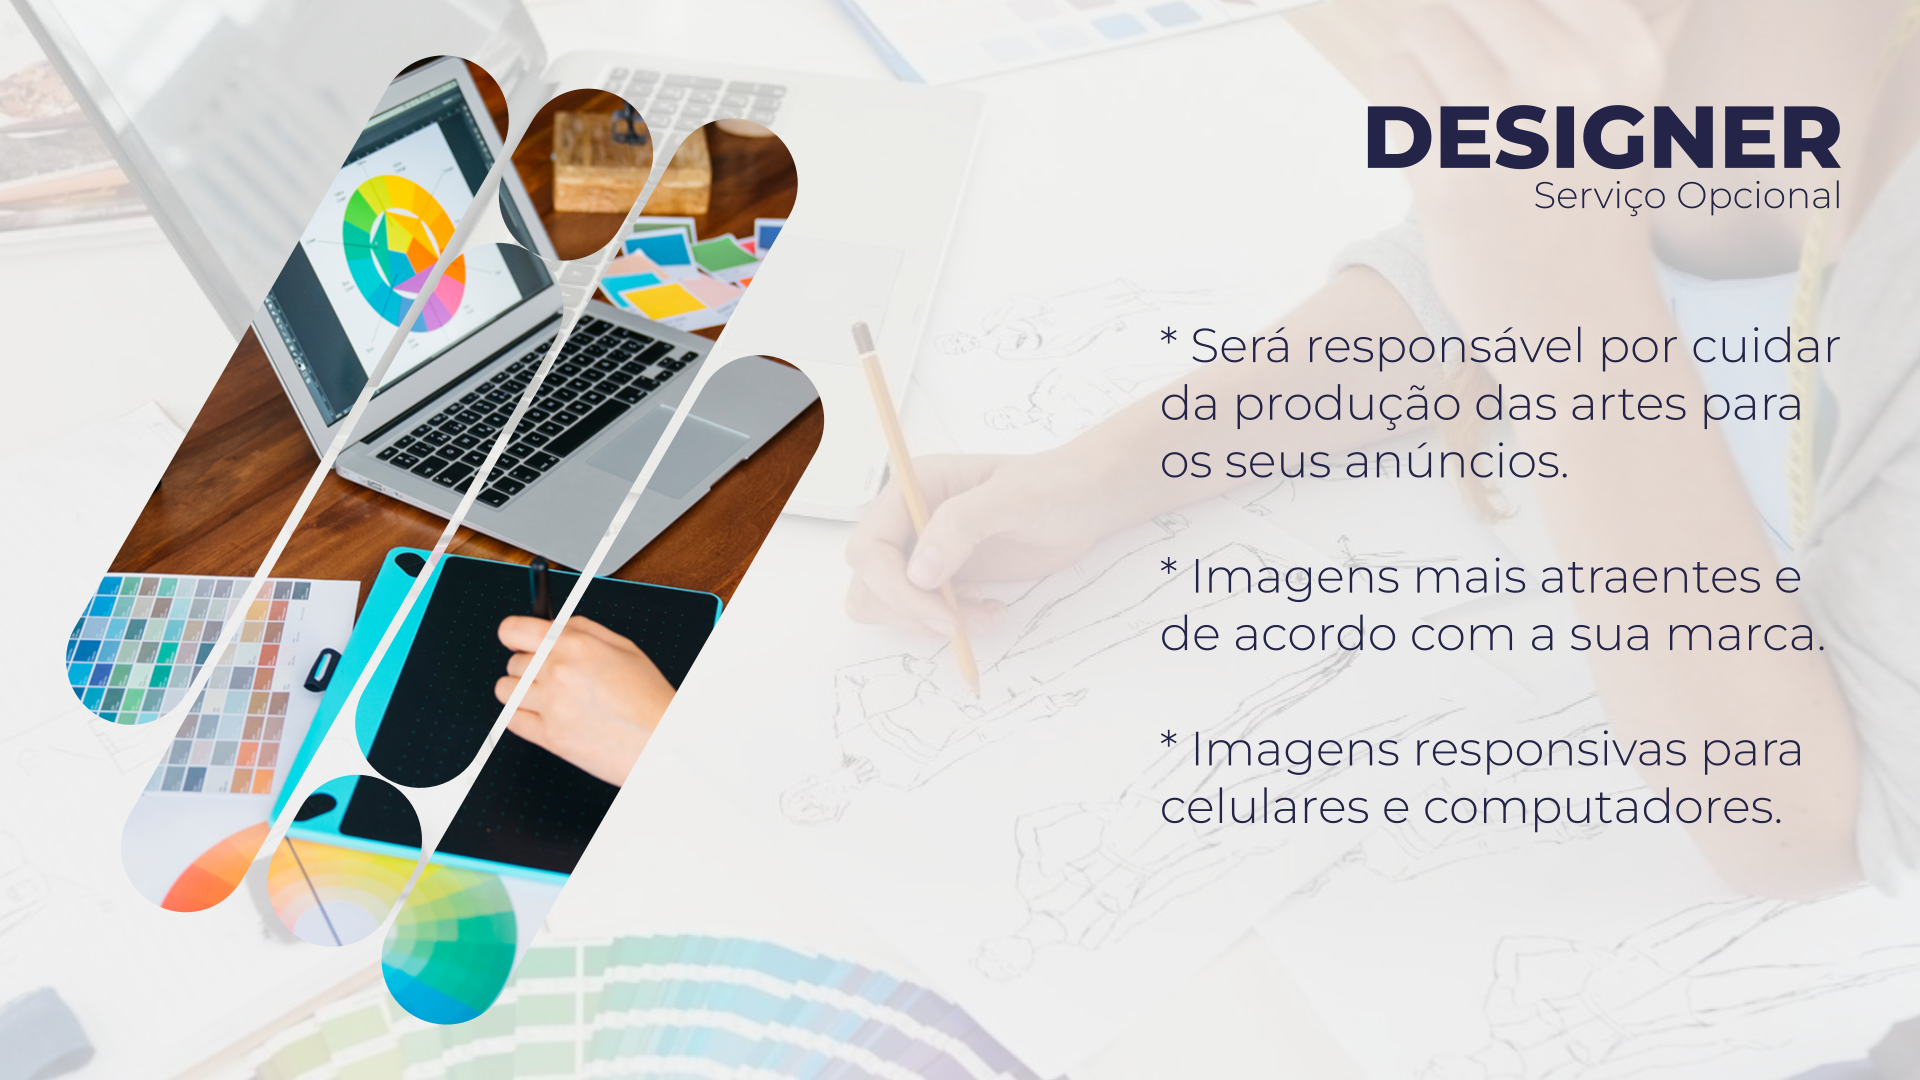 DESIGNER
Serviço Opcional
* Será responsável por cuidar
da produção das artes para
os seus anúncios.
* Imagens mais atraentes e
de acordo com a sua marca.
* Imagens responsivas para
celulares e computadores.